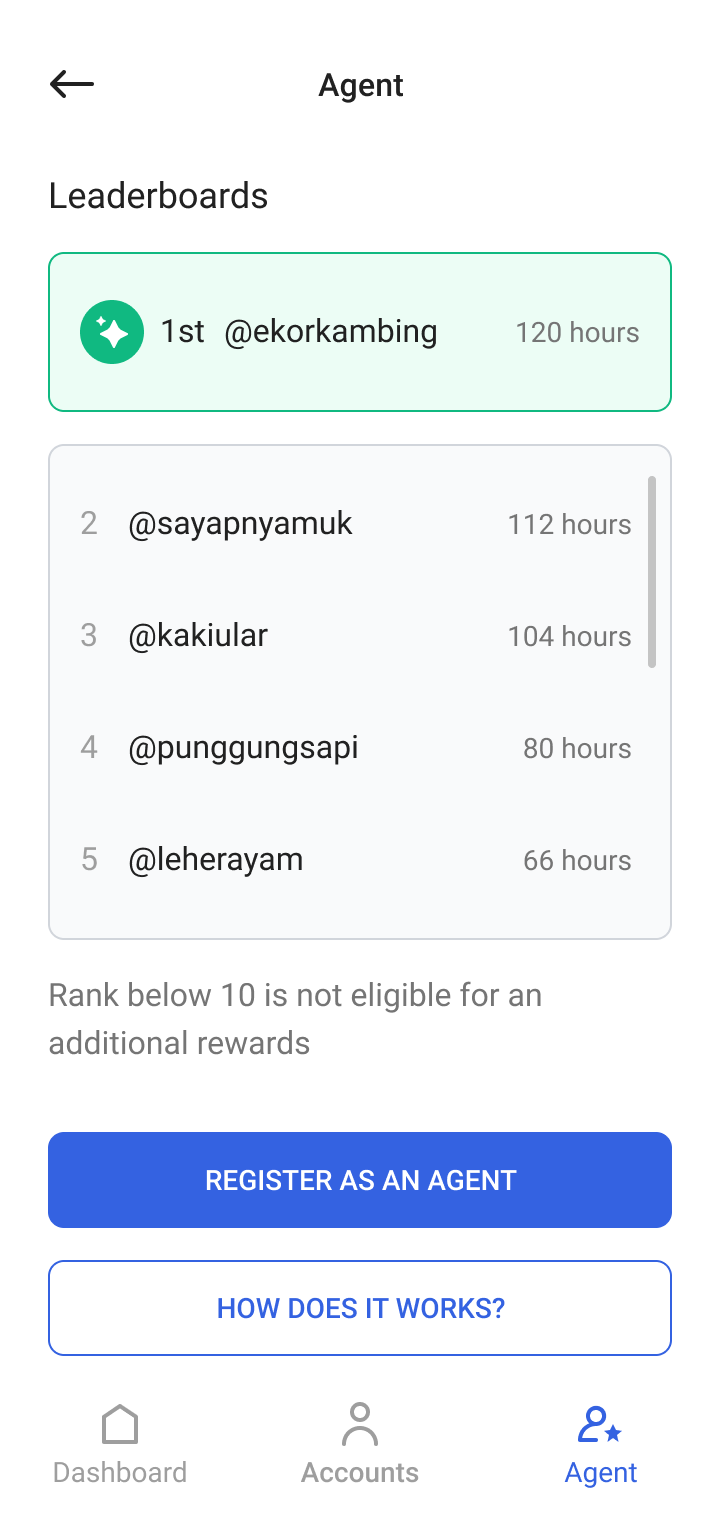 Agent
Leaderboards
1st @ekorkambing 120 hours
2 @sayapnyamuk 112 hours
3 @kakiular 104 hours
4 @punggungsapi 80 hours
5 @leherayam 66 hours
Rank below 10 is not eligible for an
additional rewards
REGISTER AS AN AGENT
HOW DOES IT WORKS?
Dashboard Accounts Agent